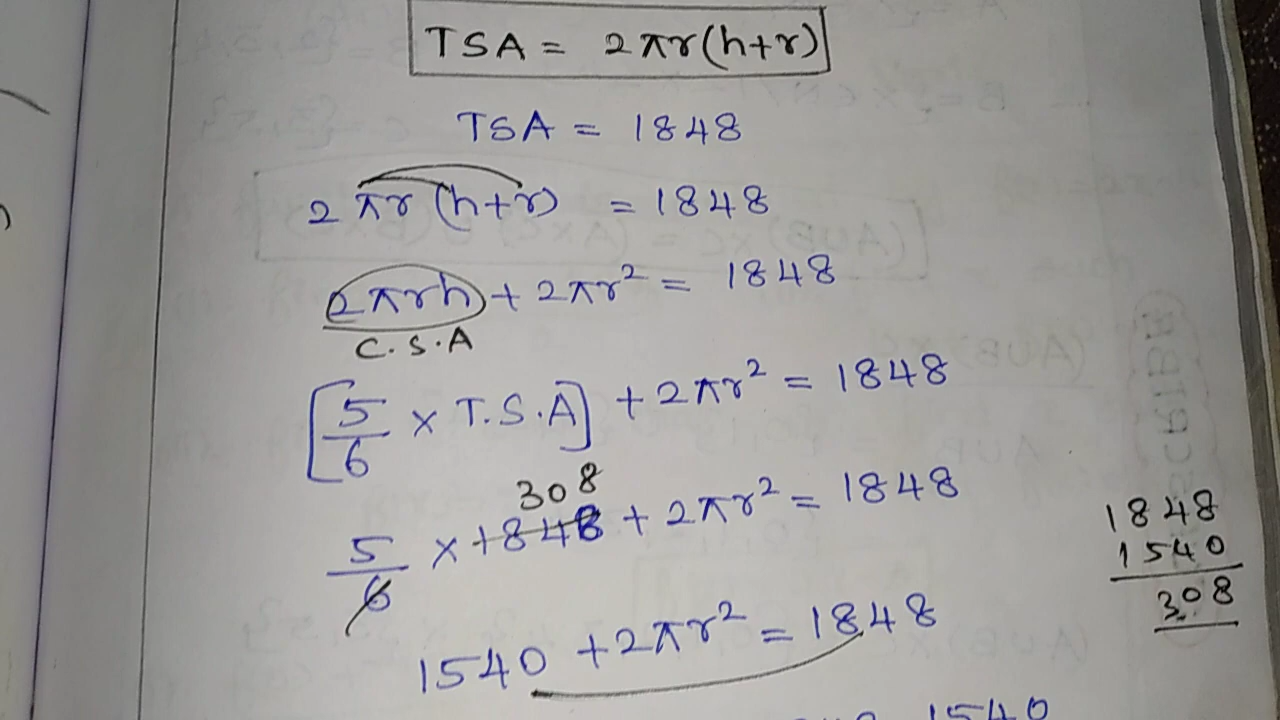 TSA = 2πr(h+r)
TSA = 1848
2πr(h+r) = 1848
2πrh + 2πr² = 1848
C.S.A
[5/6 × T.S.A] + 2πr² = 1848
308
5/6 × 1848 + 2πr² = 1848
1540 + 2πr² = 1848
1540
1848
1540
308